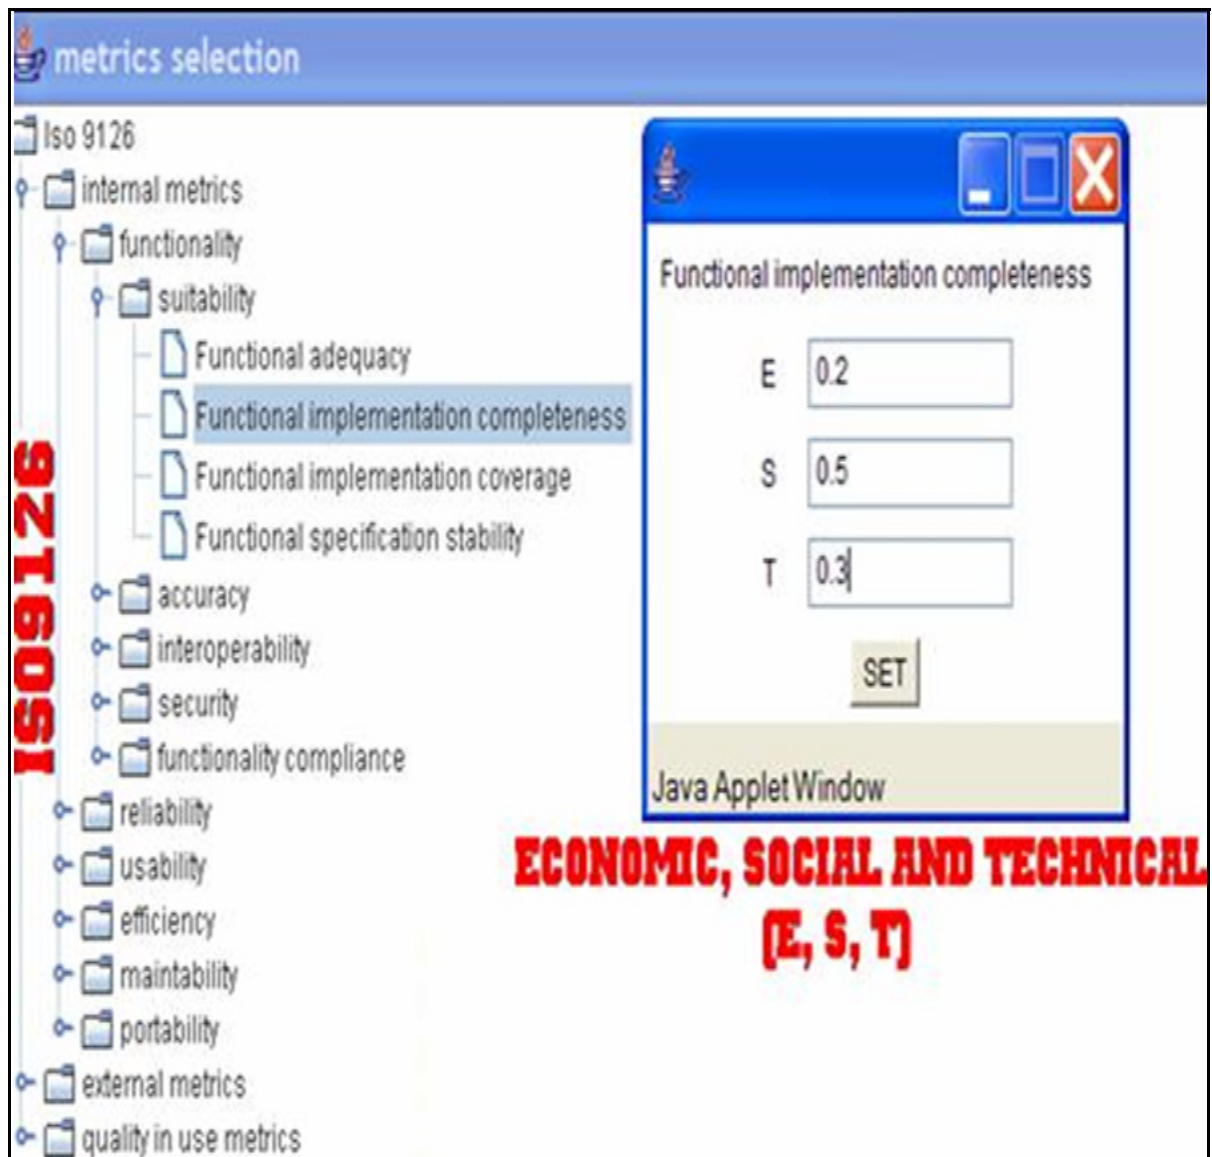 metrics selection
Iso 9126
internal metrics
functionality
suitability
Functional adequacy
Functional implementation completeness
Functional implementation coverage
Functional specification stability
accuracy
interoperability
security
functionality compliance
reliability
usability
efficiency
maintability
portability
external metrics
quality in use metrics
ISO9126
Functional implementation completeness
E 0.2
S 0.5
T 0.3
SET
Java Applet Window
ECONOMIC, SOCIAL AND TECHNICAL
(E, S, T)